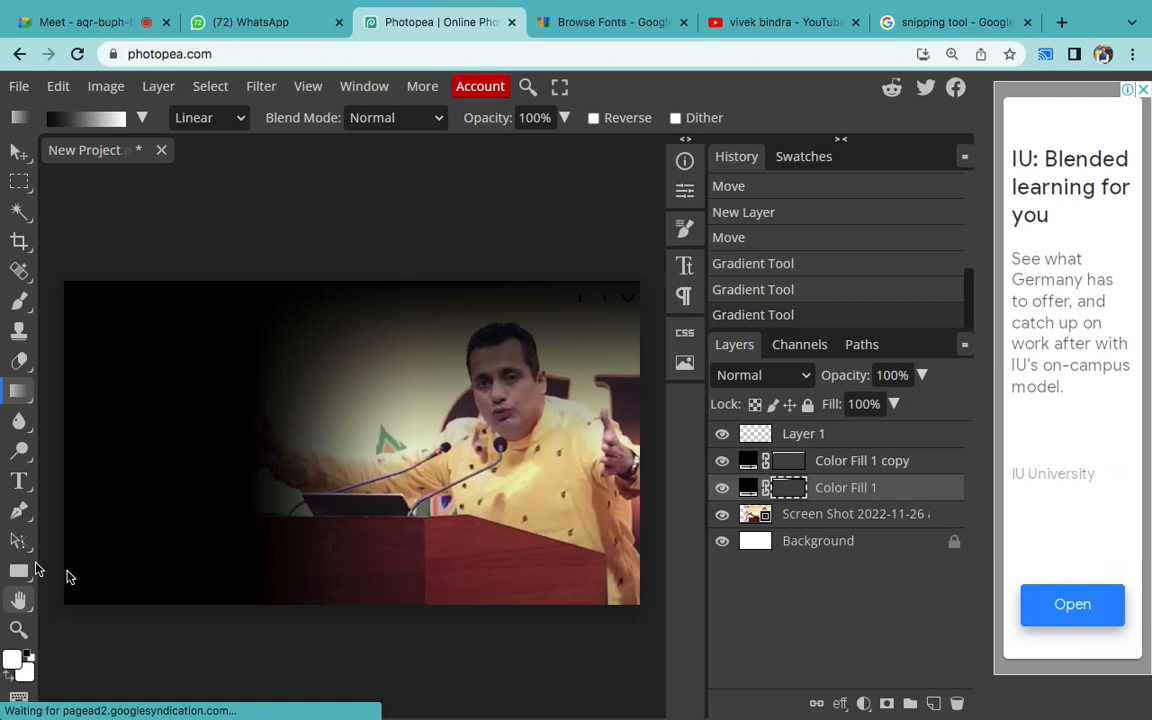 Meet - aqr-buph-b
(72) WhatsApp
Photopea | Online Pho
Browse Fonts - Google
vivek bindra - YouTube
snipping tool - Google
photopea.com
File Edit Image Layer Select Filter View Window More Account
Linear Blend Mode: Normal Opacity: 100% Reverse Dither
New Project.p *
< >
> <
History Swatches
Move
New Layer
Move
Gradient Tool
Gradient Tool
Gradient Tool
CSS
Layers Channels Paths
Normal Opacity: 100%
Lock: Fill: 100%
Layer 1
Color Fill 1 copy
Color Fill 1
Screen Shot 2022-11-26
Background
eff
IU: Blended
learning for
you
See what
Germany has
to offer, and
catch up on
work after with
IU's on-campus
model.
IU University
Open
Waiting for pagead2.googlesyndication.com...